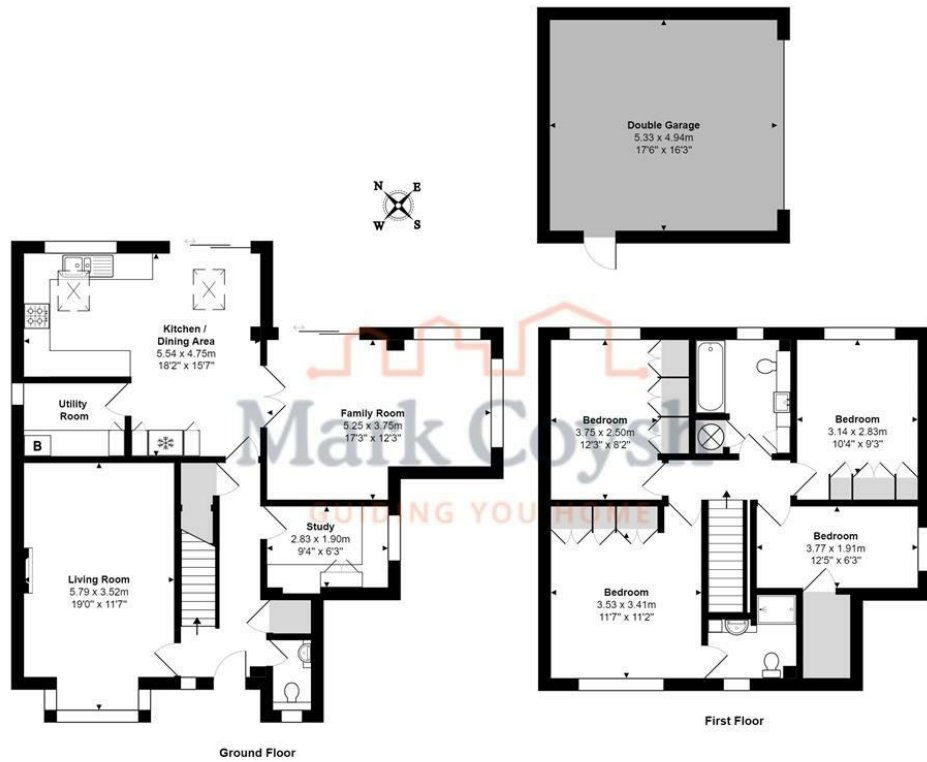 Double Garage
5.33 x 4.94m
17'6" x 16'3"
N
E
W
S
Kitchen /
Dining Area
5.54 x 4.75m
18'2" x 15'7"
Utility
Room
B
Family Room
5.25 x 3.75m
17'3" x 12'3"
Study
2.83 x 1.90m
9'4" x 6'3"
Living Room
5.79 x 3.52m
19'0" x 11'7"
Ground Floor
Bedroom
3.75 x 2.50m
12'3" x 8'2"
Bedroom
3.14 x 2.83m
10'4" x 9'3"
Bedroom
3.77 x 1.91m
12'5" x 6'3"
Bedroom
3.53 x 3.41m
11'7" x 11'2"
First Floor
Mark Coysh
GUIDING YOU HOME